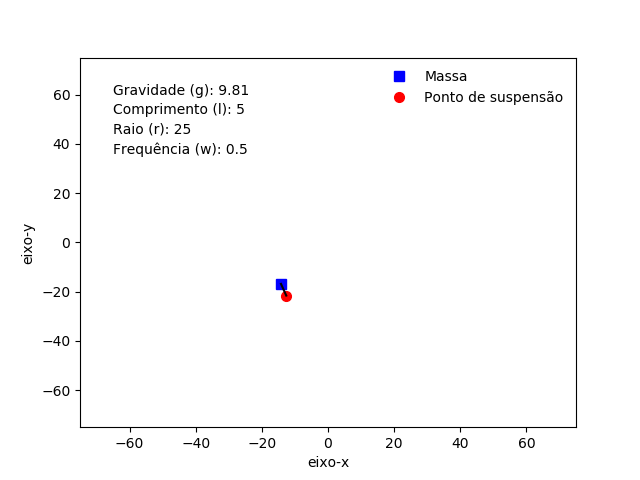 Gravidade (g): 9.81
Comprimento (l): 5
Raio (r): 25
Frequência (w): 0.5
Massa
Ponto de suspensão
60
40
20
0
−20
−40
−60
eixo-y
−60 −40 −20 0 20 40 60
eixo-x